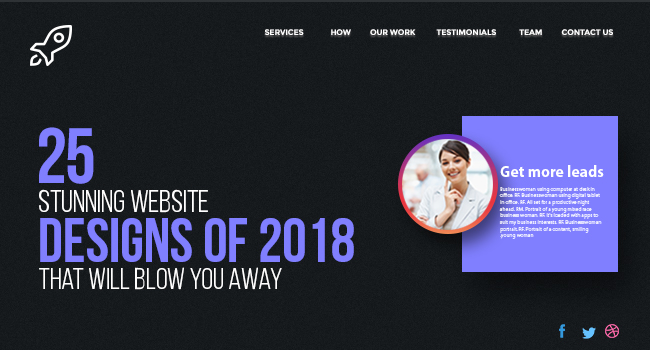 SERVICES HOW OUR WORK TESTIMONIALS TEAM CONTACT US
25
STUNNING WEBSITE
DESIGNS OF 2018
THAT WILL BLOW YOU AWAY
Get more leads
Businesswoman using computer at desk in
office. RF. Businesswoman using digital tablet
in office. RF. All set for a productive night
ahead. RM. Portrait of a young mixed race
business woman. RF. It's loaded with apps to
suit my business interests. RF. Businesswoman
portrait. RF. Portrait of a content, smiling
young woman